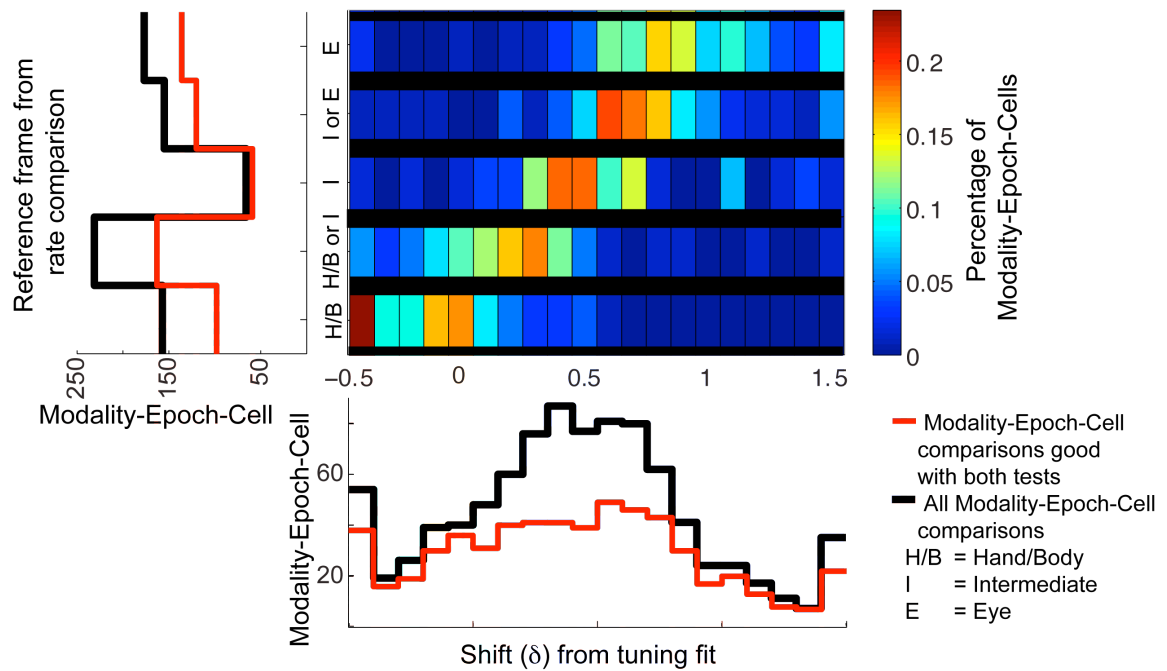 Reference frame from
rate comparison
250
150
50
Modality-Epoch-Cell
E
I or E
I
H/B or I
H/B
−0.5
0
0.5
1
1.5
0.2
0.15
0.1
0.05
0
Percentage of
Modality-Epoch-Cells
Modality-Epoch-Cell
60
20
Shift (δ) from tuning fit
Modality-Epoch-Cell
comparisons good
with both tests
All Modality-Epoch-Cell
comparisons
H/B = Hand/Body
I = Intermediate
E = Eye